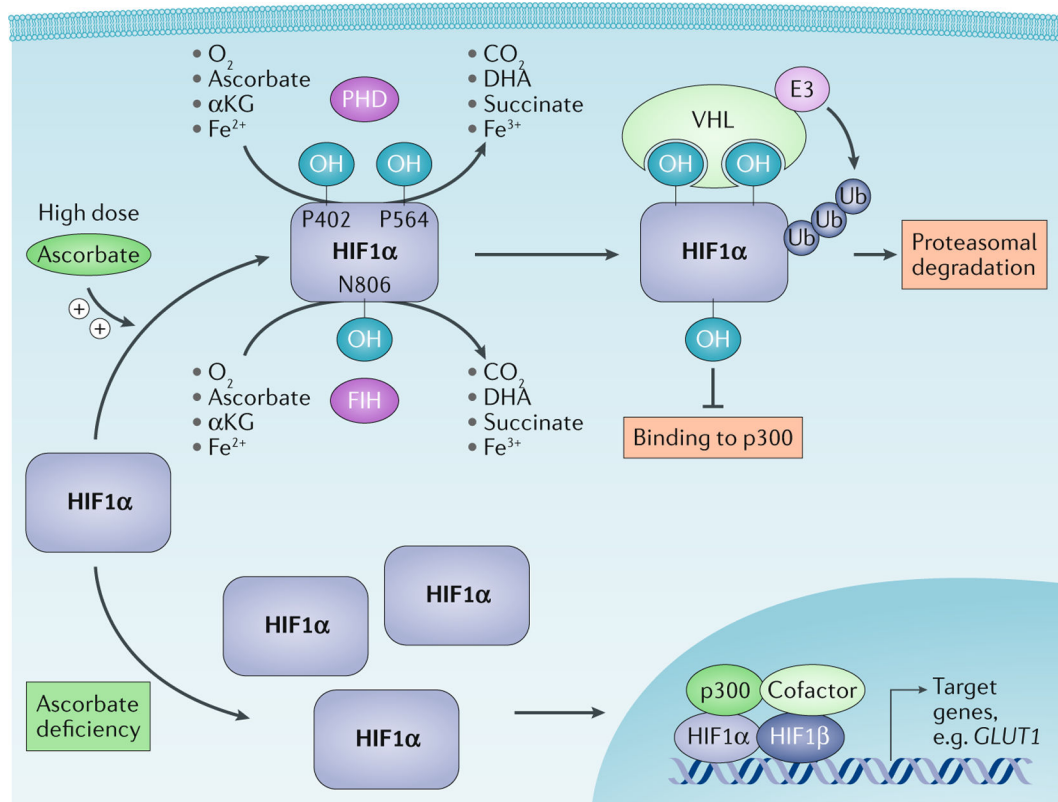 • O₂
• Ascorbate
• αKG
• Fe²⁺
PHD
• CO₂
• DHA
• Succinate
• Fe³⁺
OH
OH
P402
P564
HIF1α
N806
OH
FIH
• O₂
• Ascorbate
• αKG
• Fe²⁺
• CO₂
• DHA
• Succinate
• Fe³⁺
High dose
Ascorbate
+
+
E3
VHL
OH
OH
Ub
Ub
Ub
HIF1α
OH
Proteasomal
degradation
Binding to p300
HIF1α
HIF1α
HIF1α
HIF1α
Ascorbate
deficiency
p300
Cofactor
HIF1α
HIF1β
Target
genes,
e.g. GLUT1